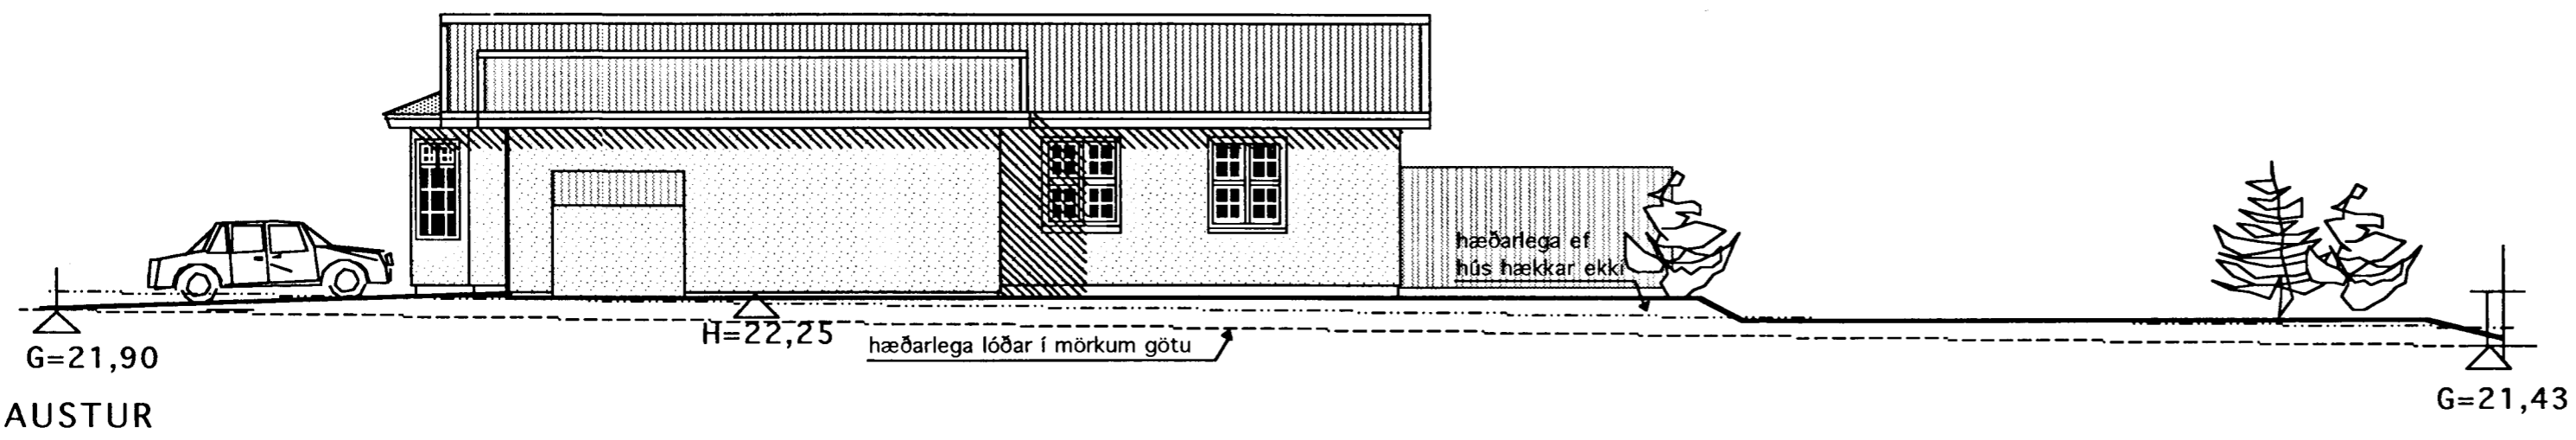 hæðarlega ef
hús hækkar ekki
H=22,25
hæðarlega lóðar í mörkum götu
G=21,90
G=21,43
AUSTUR